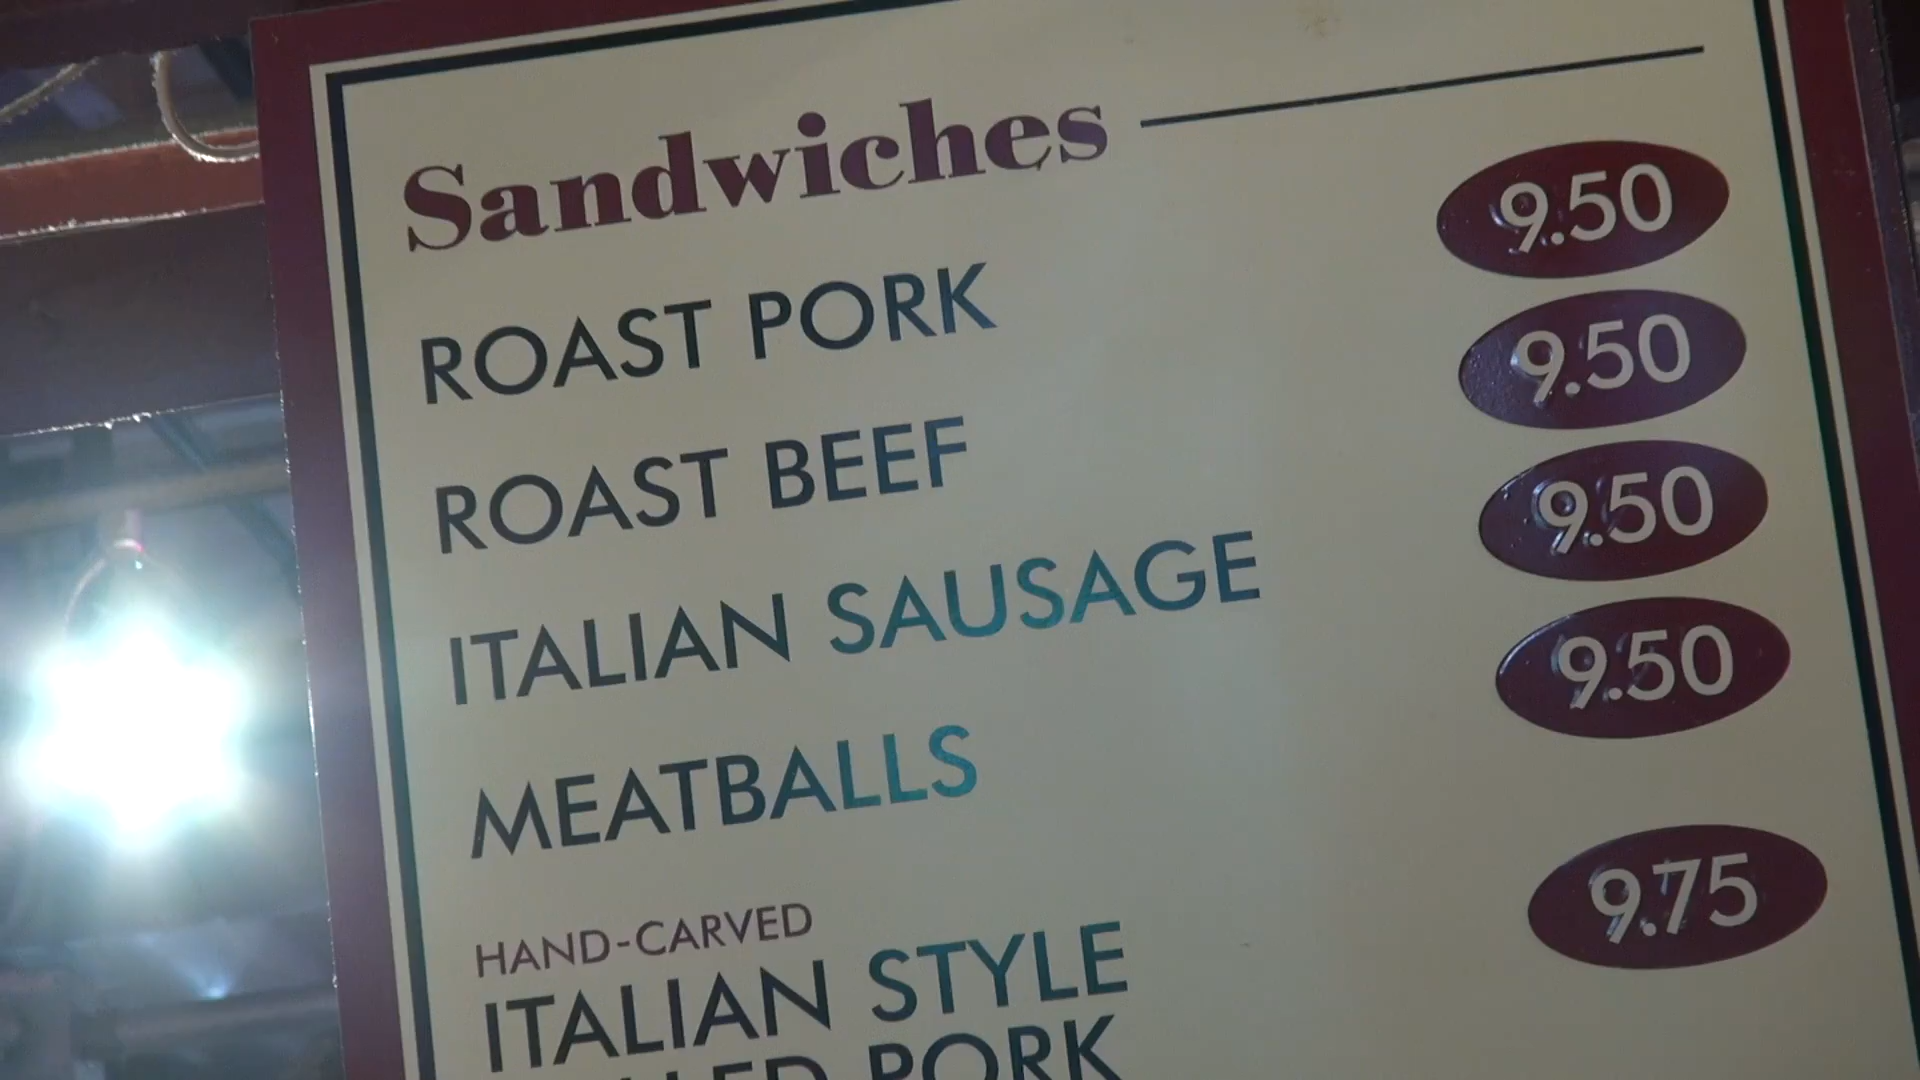 Sandwiches
ROAST PORK 9.50
ROAST BEEF 9.50
ITALIAN SAUSAGE 9.50
MEATBALLS 9.50
HAND-CARVED 9.75
ITALIAN STYLE
PORK